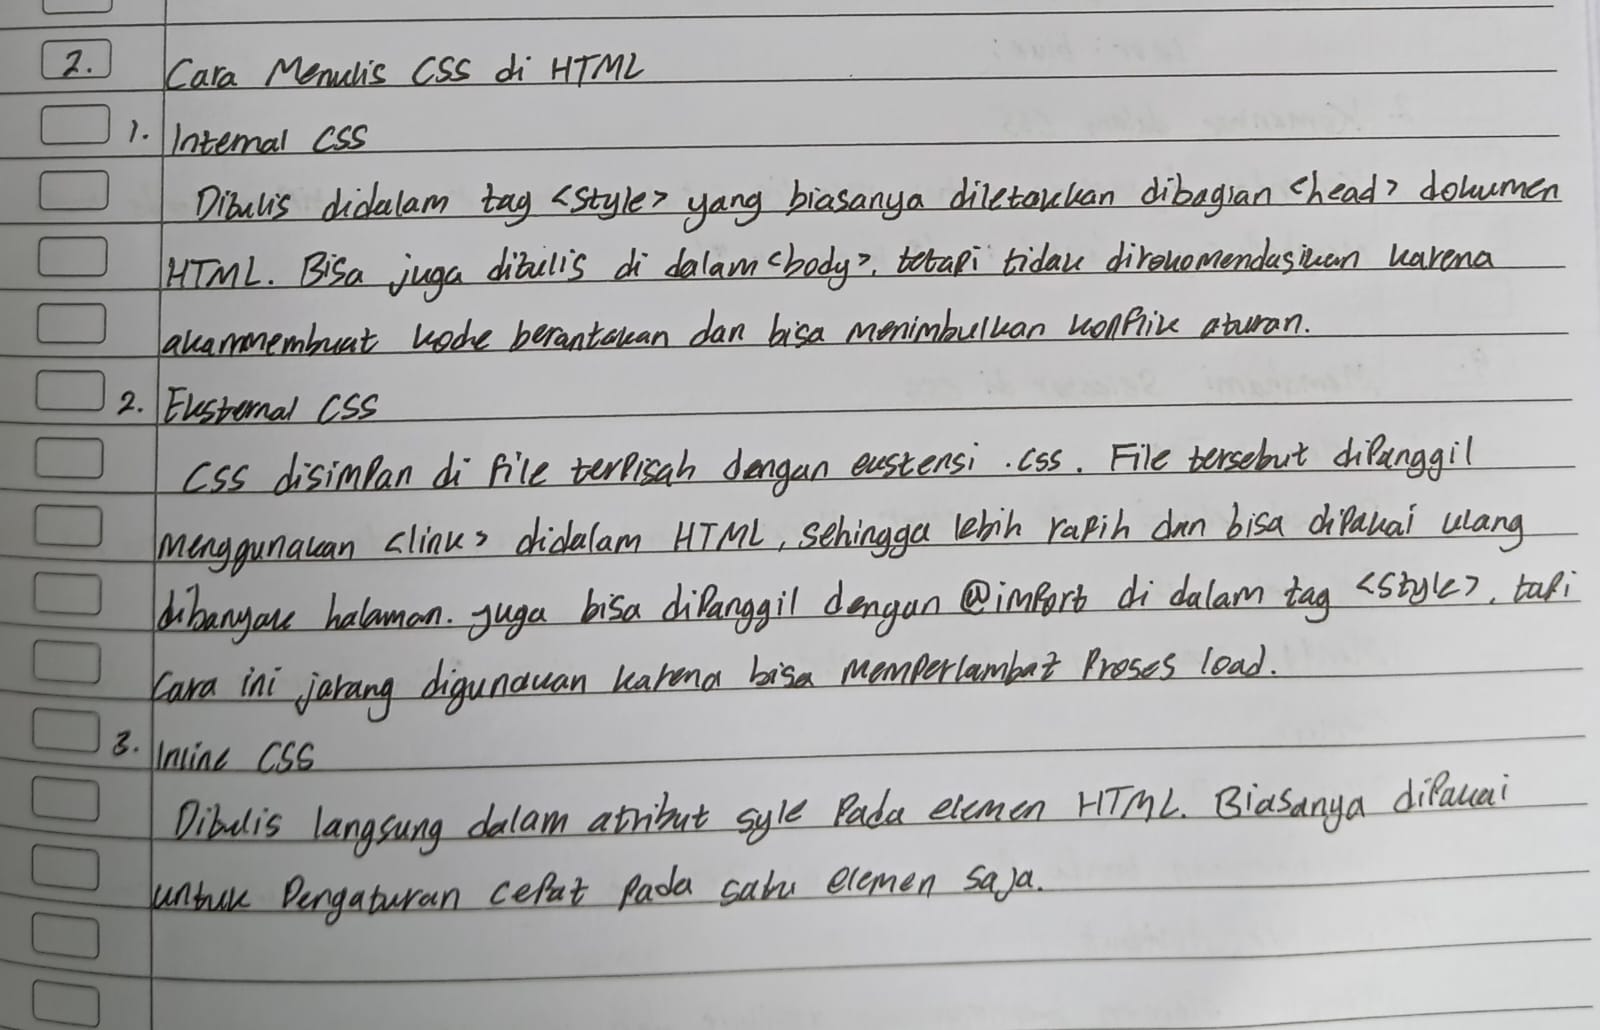 2. Cara Menulis CSS di HTML
1. Internal CSS
Ditulis didalam tag <style> yang biasanya diletakkan dibagian <head> dokumen
HTML. Bisa juga ditulis di dalam <body>, tetapi tidak direkomendasikan karena
akan membuat kode berantakan dan bisa menimbulkan konflik aturan.
2. Eksternal CSS
CSS disimpan di file terpisah dengan ekstensi .css. File tersebut dipanggil
menggunakan <link> didalam HTML, sehingga lebih rapih dan bisa dipakai ulang
dibanyak halaman. Juga bisa dipanggil dengan @import di dalam tag <style>, tapi
Cara ini jarang digunakan karena bisa memperlambat proses load.
3. Inline CSS
Ditulis langsung dalam atribut syle pada elemen HTML. Biasanya dipakai
untuk pengaturan cepat pada satu elemen saja.